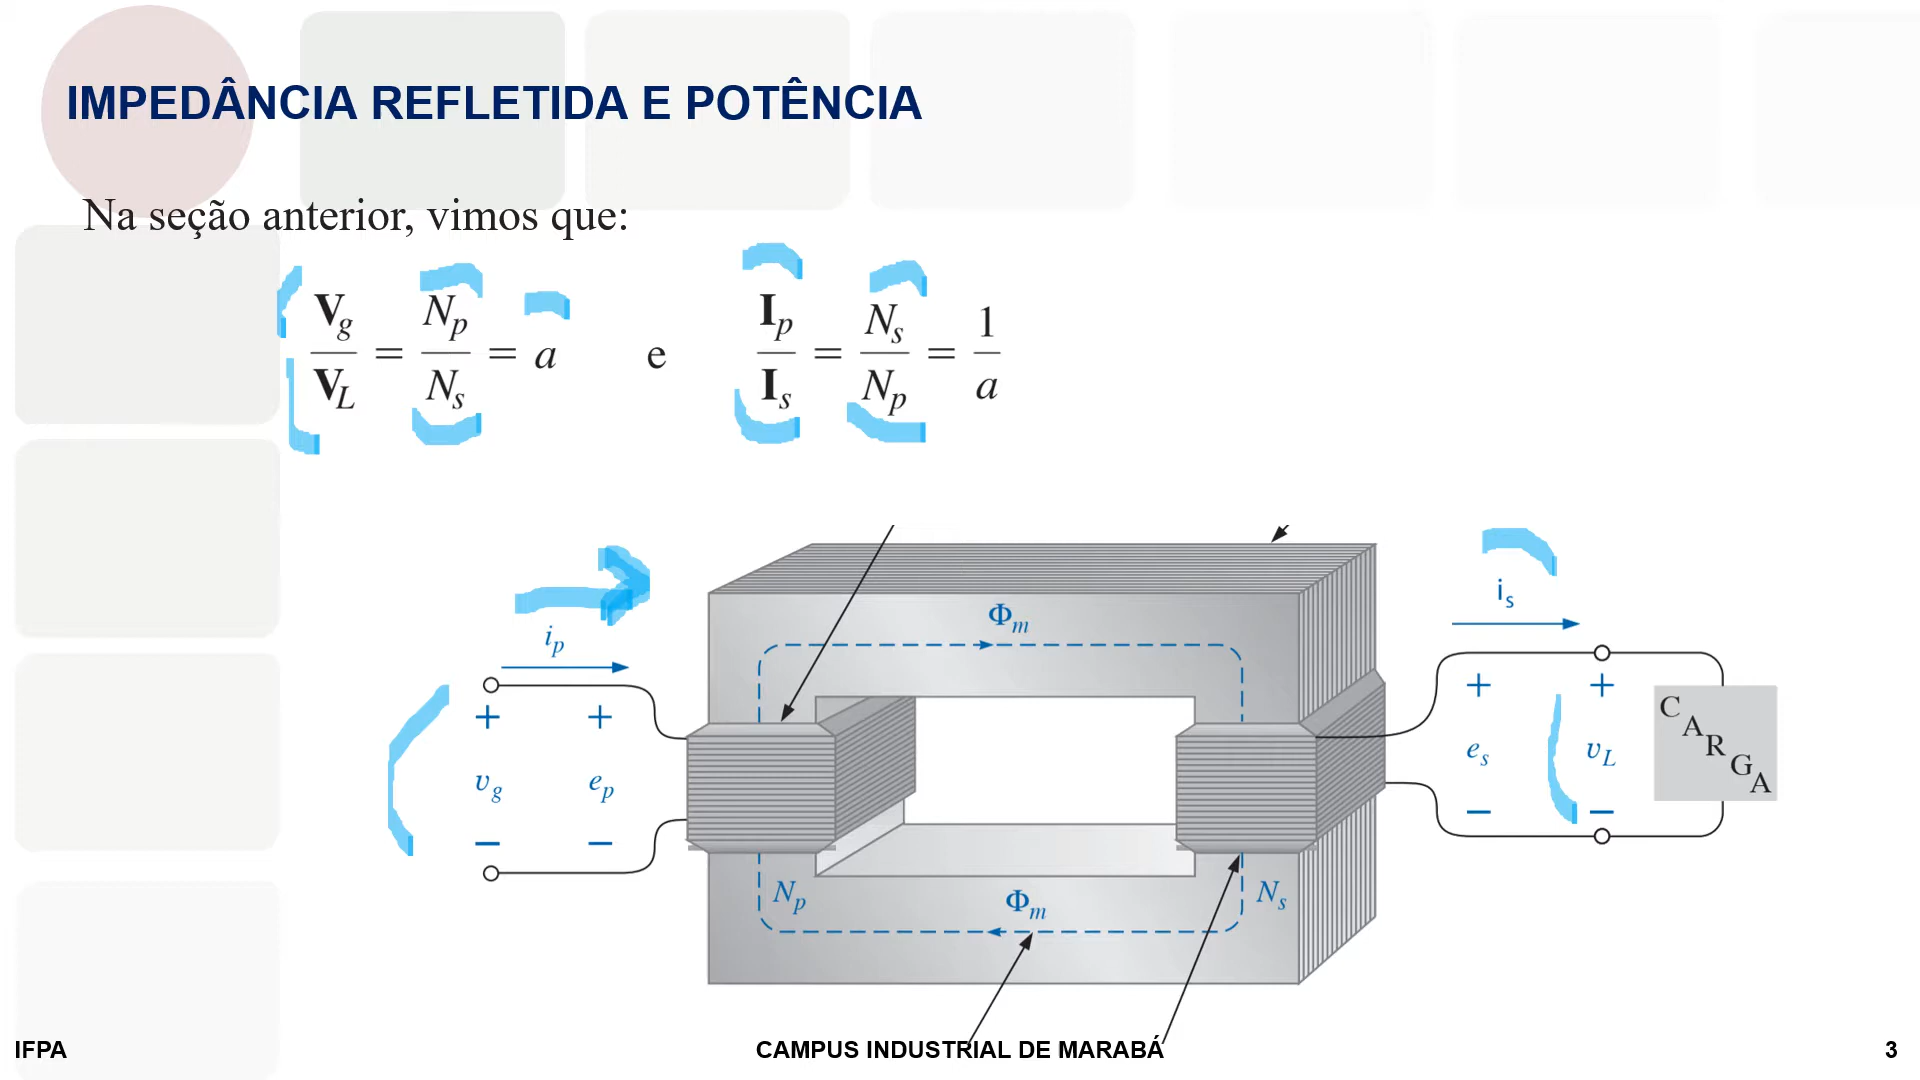 IMPEDÂNCIA REFLETIDA E POTÊNCIA
Na seção anterior, vimos que:
V_g / V_L = N_p / N_s = a e I_p / I_s = N_s / N_p = 1 / a
i_s
Φ_m
i_p
+ + + +
C A R G A
v_g e_p e_s v_L
− − − −
N_p Φ_m N_s
IFPA CAMPUS INDUSTRIAL DE MARABÁ 3